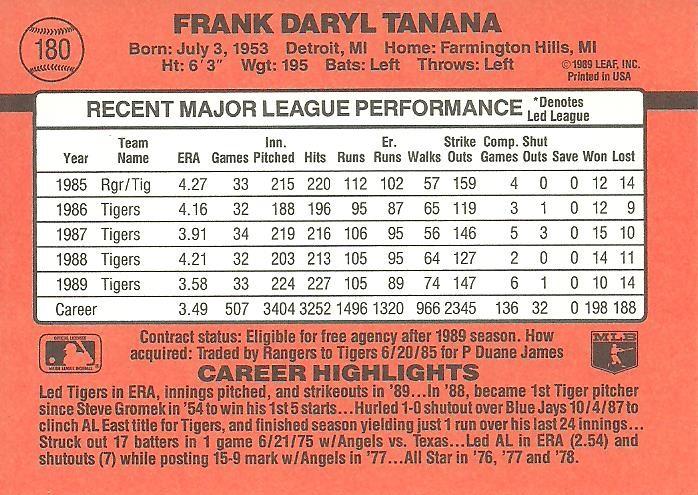 180
FRANK DARYL TANANA
Born: July 3, 1953 Detroit, MI Home: Farmington Hills, MI
Ht: 6´3˝ Wgt: 195 Bats: Left Throws: Left
©1989 LEAF, INC.
Printed in USA
RECENT MAJOR LEAGUE PERFORMANCE *Denotes Led League
Year Team Name ERA Games Inn. Pitched Hits Runs Er. Runs Walks Strike Outs Comp. Games Shut Outs Save Won Lost
1985 Rgr/Tig 4.27 33 215 220 112 102 57 159 4 0 0 12 14
1986 Tigers 4.16 32 188 196 95 87 65 119 3 1 0 12 9
1987 Tigers 3.91 34 219 216 106 95 56 146 5 3 0 15 10
1988 Tigers 4.21 32 203 213 105 95 64 127 2 0 0 14 11
1989 Tigers 3.58 33 224 227 105 89 74 147 6 1 0 10 14
Career 3.49 507 3404 3252 1496 1320 966 2345 136 32 0 198 188
Contract status: Eligible for free agency after 1989 season. How
acquired: Traded by Rangers to Tigers 6/20/85 for P Duane James
MLB
CAREER HIGHLIGHTS
Led Tigers in ERA, innings pitched, and strikeouts in '89...In '88, became 1st Tiger pitcher
since Steve Gromek in '54 to win his 1st 5 starts...Hurled 1-0 shutout over Blue Jays 10/4/87 to
clinch AL East title for Tigers, and finished season yielding just 1 run over his last 24 innings...
Struck out 17 batters in 1 game 6/21/75 w/Angels vs. Texas...Led AL in ERA (2.54) and
shutouts (7) while posting 15-9 mark w/Angels in '77...All Star in '76, '77 and '78.